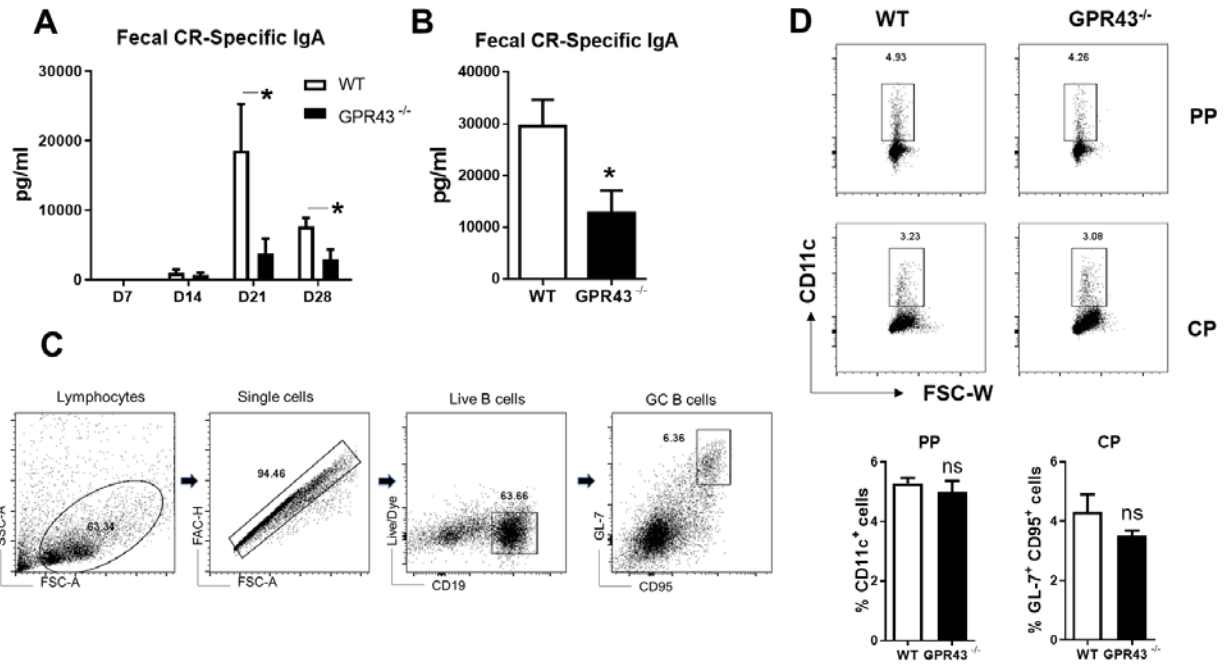 A
Fecal CR-Specific IgA
30000
20000
10000
0
pg/ml
D7 D14 D21 D28
WT
GPR43 -/-
*
*
B
Fecal CR-Specific IgA
40000
30000
20000
10000
0
pg/ml
*
WT GPR43 -/-
C
Lymphocytes
63.34
SSC-A
FSC-A
Single cells
94.46
FAC-H
FSC-A
Live B cells
63.66
Live/Dye
CD19
GC B cells
6.36
GL-7
CD95
D
WT GPR43-/-
4.93 4.26
PP
3.23 3.08
CP
CD11c
FSC-W
PP
6
4
2
0
% CD11c+ cells
ns
WT GPR43 -/-
CP
6
4
2
0
% GL-7+ CD95+ cells
ns
WT GPR43 -/-